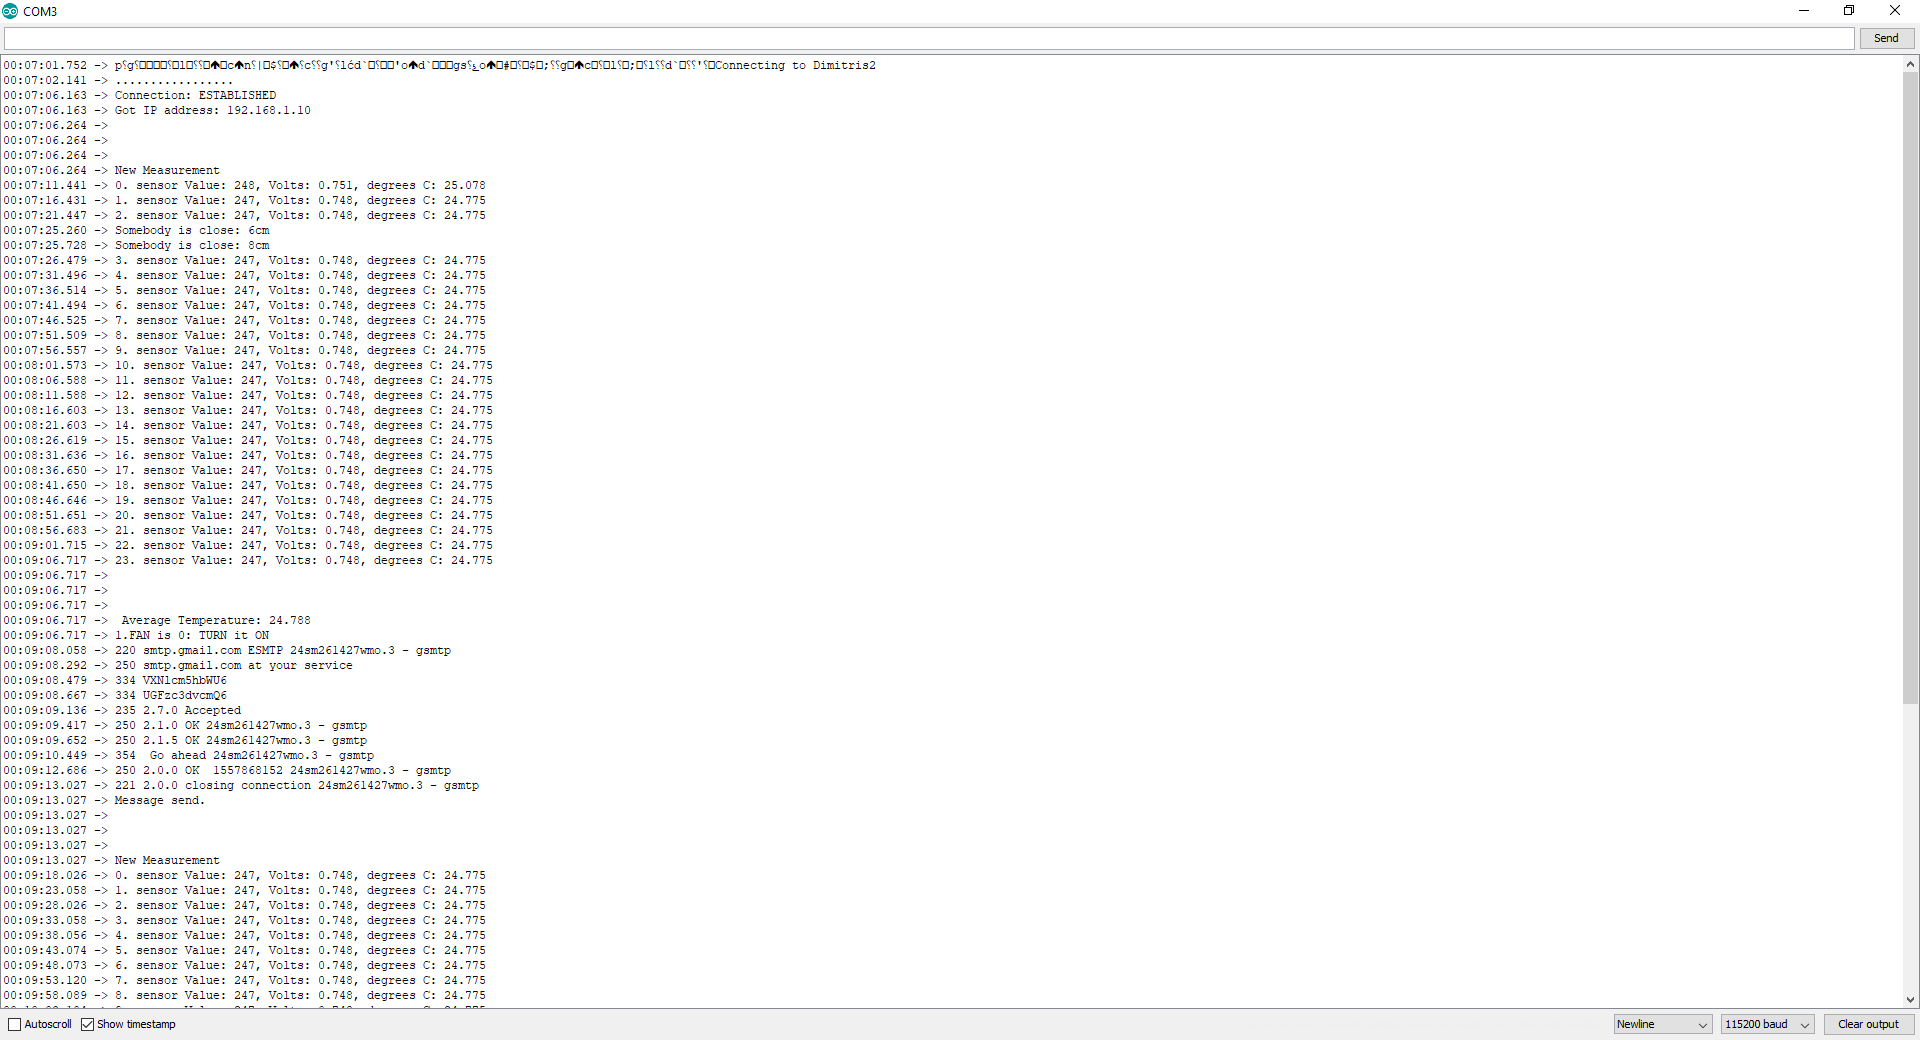 COM3
Send
00:07:01.752 -> Connecting to Dimitris2
00:07:02.141 -> .................
00:07:06.163 -> Connection: ESTABLISHED
00:07:06.163 -> Got IP address: 192.168.1.10
00:07:06.264 ->
00:07:06.264 ->
00:07:06.264 ->
00:07:06.264 -> New Measurement
00:07:11.441 -> 0. sensor Value: 248, Volts: 0.751, degrees C: 25.078
00:07:16.431 -> 1. sensor Value: 247, Volts: 0.748, degrees C: 24.775
00:07:21.447 -> 2. sensor Value: 247, Volts: 0.748, degrees C: 24.775
00:07:25.260 -> Somebody is close: 6cm
00:07:25.728 -> Somebody is close: 8cm
00:07:26.479 -> 3. sensor Value: 247, Volts: 0.748, degrees C: 24.775
00:07:31.496 -> 4. sensor Value: 247, Volts: 0.748, degrees C: 24.775
00:07:36.514 -> 5. sensor Value: 247, Volts: 0.748, degrees C: 24.775
00:07:41.494 -> 6. sensor Value: 247, Volts: 0.748, degrees C: 24.775
00:07:46.525 -> 7. sensor Value: 247, Volts: 0.748, degrees C: 24.775
00:07:51.509 -> 8. sensor Value: 247, Volts: 0.748, degrees C: 24.775
00:07:56.557 -> 9. sensor Value: 247, Volts: 0.748, degrees C: 24.775
00:08:01.573 -> 10. sensor Value: 247, Volts: 0.748, degrees C: 24.775
00:08:06.588 -> 11. sensor Value: 247, Volts: 0.748, degrees C: 24.775
00:08:11.588 -> 12. sensor Value: 247, Volts: 0.748, degrees C: 24.775
00:08:16.603 -> 13. sensor Value: 247, Volts: 0.748, degrees C: 24.775
00:08:21.603 -> 14. sensor Value: 247, Volts: 0.748, degrees C: 24.775
00:08:26.619 -> 15. sensor Value: 247, Volts: 0.748, degrees C: 24.775
00:08:31.636 -> 16. sensor Value: 247, Volts: 0.748, degrees C: 24.775
00:08:36.650 -> 17. sensor Value: 247, Volts: 0.748, degrees C: 24.775
00:08:41.650 -> 18. sensor Value: 247, Volts: 0.748, degrees C: 24.775
00:08:46.646 -> 19. sensor Value: 247, Volts: 0.748, degrees C: 24.775
00:08:51.651 -> 20. sensor Value: 247, Volts: 0.748, degrees C: 24.775
00:08:56.683 -> 21. sensor Value: 247, Volts: 0.748, degrees C: 24.775
00:09:01.715 -> 22. sensor Value: 247, Volts: 0.748, degrees C: 24.775
00:09:06.717 -> 23. sensor Value: 247, Volts: 0.748, degrees C: 24.775
00:09:06.717 ->
00:09:06.717 ->
00:09:06.717 ->
00:09:06.717 -> Average Temperature: 24.788
00:09:06.717 -> 1.FAN is 0: TURN it ON
00:09:08.058 -> 220 smtp.gmail.com ESMTP 24sm261427wmo.3 - gsmtp
00:09:08.292 -> 250 smtp.gmail.com at your service
00:09:08.479 -> 334 VXNlcm5hbWU6
00:09:08.667 -> 334 UGFzc3dvcmQ6
00:09:09.136 -> 235 2.7.0 Accepted
00:09:09.417 -> 250 2.1.0 OK 24sm261427wmo.3 - gsmtp
00:09:09.652 -> 250 2.1.5 OK 24sm261427wmo.3 - gsmtp
00:09:10.449 -> 354  Go ahead 24sm261427wmo.3 - gsmtp
00:09:12.686 -> 250 2.0.0 OK  1557868152 24sm261427wmo.3 - gsmtp
00:09:13.027 -> 221 2.0.0 closing connection 24sm261427wmo.3 - gsmtp
00:09:13.027 -> Message send.
00:09:13.027 ->
00:09:13.027 ->
00:09:13.027 ->
00:09:13.027 -> New Measurement
00:09:18.026 -> 0. sensor Value: 247, Volts: 0.748, degrees C: 24.775
00:09:23.058 -> 1. sensor Value: 247, Volts: 0.748, degrees C: 24.775
00:09:28.026 -> 2. sensor Value: 247, Volts: 0.748, degrees C: 24.775
00:09:33.058 -> 3. sensor Value: 247, Volts: 0.748, degrees C: 24.775
00:09:38.056 -> 4. sensor Value: 247, Volts: 0.748, degrees C: 24.775
00:09:43.074 -> 5. sensor Value: 247, Volts: 0.748, degrees C: 24.775
00:09:48.073 -> 6. sensor Value: 247, Volts: 0.748, degrees C: 24.775
00:09:53.120 -> 7. sensor Value: 247, Volts: 0.748, degrees C: 24.775
00:09:58.089 -> 8. sensor Value: 247, Volts: 0.748, degrees C: 24.775
Autoscroll Show timestamp Newline 115200 baud Clear output